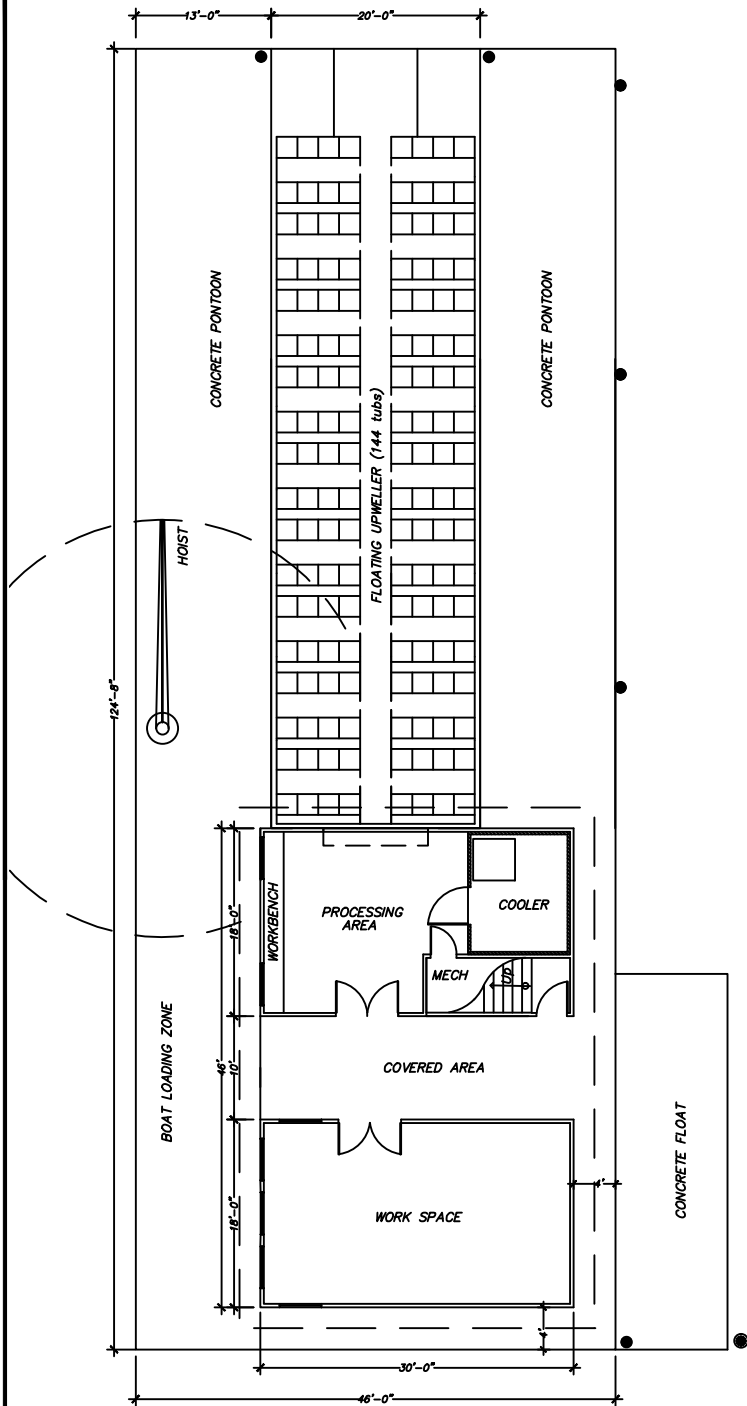 13'-0"
20'-0"
CONCRETE PONTOON
CONCRETE PONTOON
FLOATING UPWELLER (144 tubs)
HOIST
124'-8"
WORKBENCH
PROCESSING
AREA
COOLER
18'-0"
MECH
Up
BOAT LOADING ZONE
46'
10'
COVERED AREA
CONCRETE FLOAT
4'
18'-0"
WORK SPACE
4'
30'-0"
46'-0"